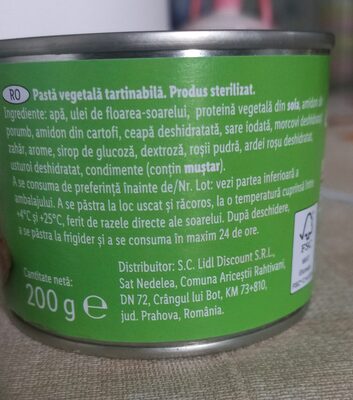 RO Pastă vegetală tartinabilă. Produs sterilizat.
Ingrediente: apă, ulei de floarea-soarelui, proteină vegetală din soia, amidon de
porumb, amidon din cartofi, ceapă deshidratată, sare iodată, morcovi deshidratați,
zahăr, arome, sirop de glucoză, dextroză, roșii pudră, ardei roșu deshidratat,
usturoi deshidratat, condimente (conțin muștar).
A se consuma de preferință înainte de/Nr. Lot: vezi partea inferioară a
ambalajului. A se păstra la loc uscat și răcoros, la o temperatură cuprinsă între
+4°C și +25°C, ferit de razele directe ale soarelui. După deschidere,
a se păstra la frigider și a se consuma în maxim 24 de ore.
Cantitate netă:
200 g e
Distribuitor: S.C. Lidl Discount S.R.L.,
Sat Nedelea, Comuna Ariceștii Rahtivani,
DN 72, Crângul lui Bot, KM 73+810,
jud. Prahova, România.
FSC